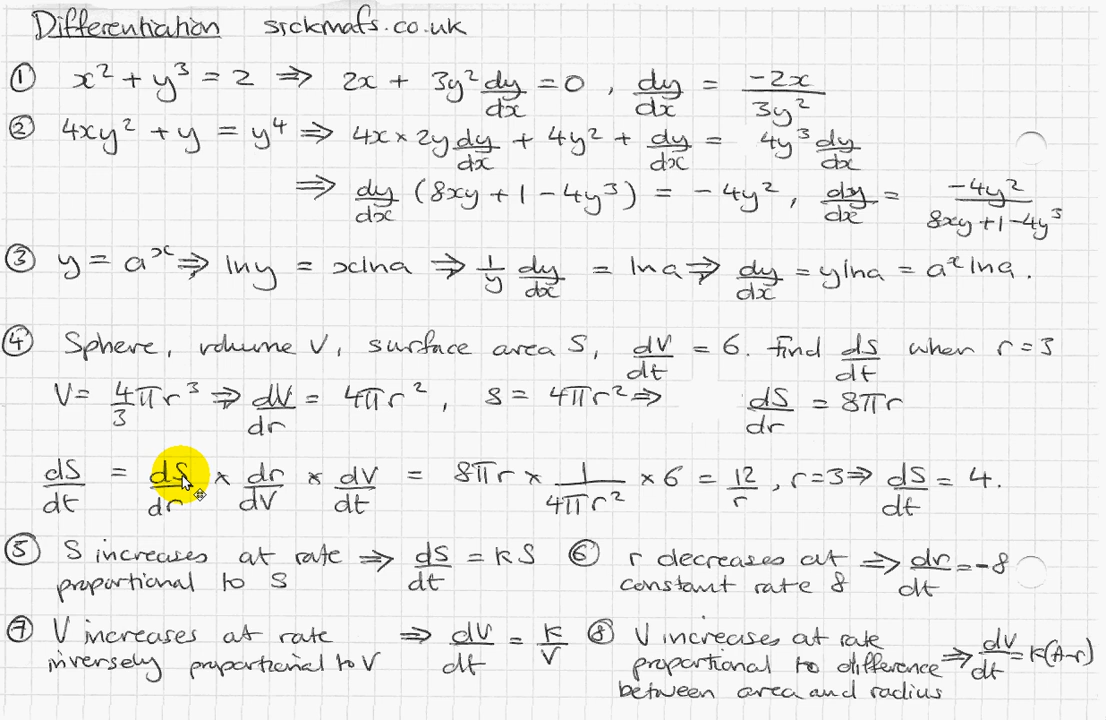 Differentiation srckmafs.co.uk
① x² + y³ = 2 ⇒ 2x + 3y² dy/dx = 0 , dy/dx = -2x/3y²
② 4xy² + y = y⁴ ⇒ 4x × 2y dy/dx + 4y² + dy/dx = 4y³ dy/dx
⇒ dy/dx (8xy + 1 - 4y³) = -4y², dy/dx = -4y²/8xy+1-4y³
③ y = aˣ ⇒ ln y = x ln a ⇒ 1/y dy/dx = ln a ⇒ dy/dx = y ln a = aˣ ln a .
④ Sphere, volume V, surface area S, dV/dt = 6. Find dS/dt when r = 3
V = 4/3 πr³ ⇒ dV/dr = 4πr² , S = 4πr² ⇒ dS/dr = 8πr
dS/dt = dS/dr × dr/dV × dV/dt = 8πr × 1/4πr² × 6 = 12/r , r = 3 ⇒ dS/dt = 4.
⑤ S increases at rate proportional to S ⇒ dS/dt = kS
⑥ r decreases at constant rate 8 ⇒ dr/dt = -8
⑦ V increases at rate inversely proportional to V ⇒ dV/dt = k/V
⑧ V increases at rate proportional to difference between area and radius ⇒ dV/dt = k(A-r)